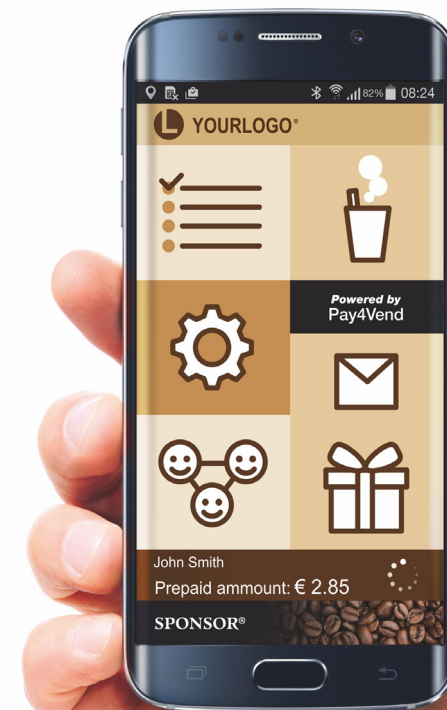 82% 08:24
L YOURLOGO®
Powered by
Pay4Vend
John Smith
Prepaid ammount: € 2.85
SPONSOR®